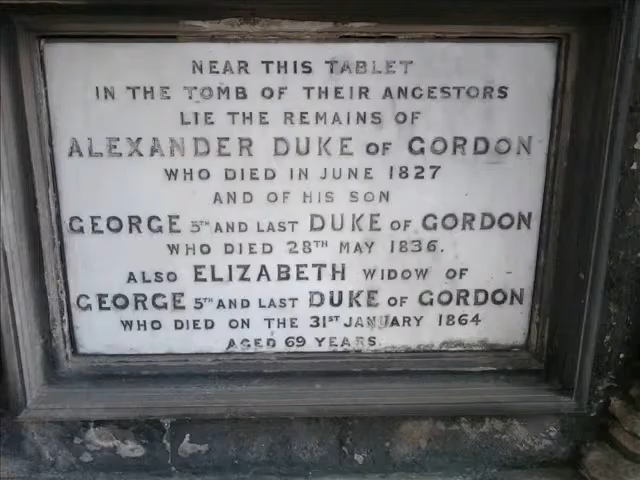 NEAR THIS TABLET
IN THE TOMB OF THEIR ANCESTORS
LIE THE REMAINS OF
ALEXANDER DUKE OF GORDON
WHO DIED IN JUNE 1827
AND OF HIS SON
GEORGE 5TH AND LAST DUKE OF GORDON
WHO DIED 28TH MAY 1836.
ALSO ELIZABETH WIDOW OF
GEORGE 5TH AND LAST DUKE OF GORDON
WHO DIED ON THE 31ST JANUARY 1864
AGED 69 YEARS.